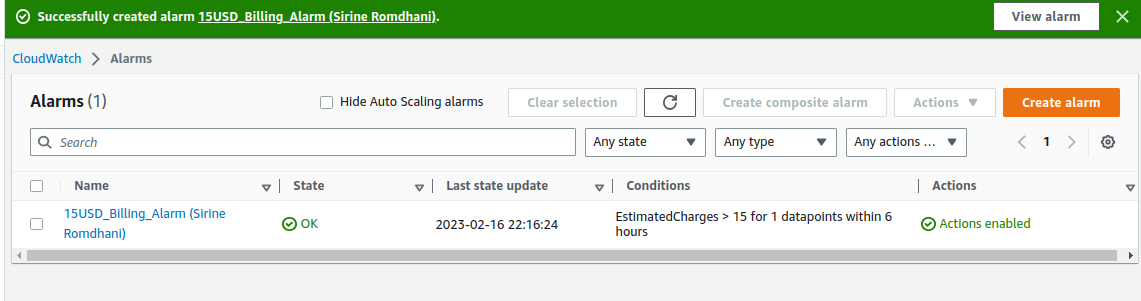 Successfully created alarm 15USD_Billing_Alarm (Sirine Romdhani).
View alarm
CloudWatch > Alarms
Alarms (1)
Hide Auto Scaling alarms
Clear selection
Create composite alarm
Actions
Create alarm
Search
Any state
Any type
Any actions ...
1
Name
State
Last state update
Conditions
Actions
15USD_Billing_Alarm (Sirine
Romdhani)
OK
2023-02-16 22:16:24
EstimatedCharges > 15 for 1 datapoints within 6
hours
Actions enabled